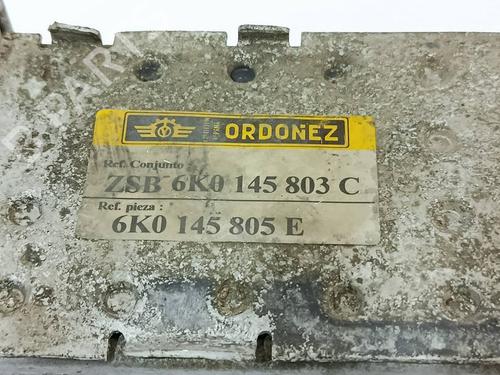 ORDOÑEZ
Ref. Conjunto :
ZSB 6K0 145 803 C
Ref. pieza :
6K0 145 805 E